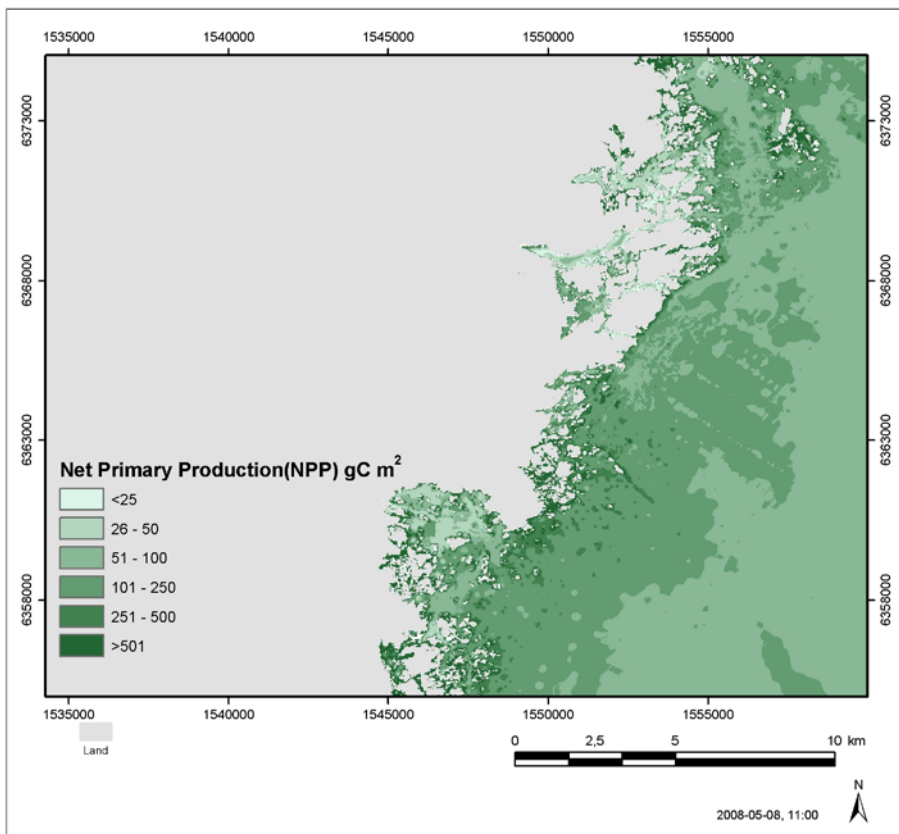 1535000 1540000 1545000 1550000 1555000
6373000 6373000
6368000 6368000
6363000 6363000
Net Primary Production(NPP) gC m²
<25
26 - 50
51 - 100
101 - 250
251 - 500
>501
6358000 6358000
1535000 1540000 1545000 1550000 1555000
Land
0 2,5 5 10 km
N
2008-05-08, 11:00